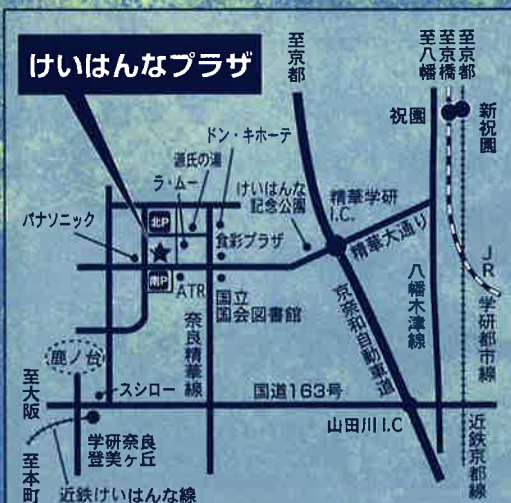 けいはんなプラザ
至京都
至八幡
至京橋
至京都
祝園
新祝園
ドン・キホーテ
源氏の湯
ラ・ムー
けいはんな
記念公園
精華学研
I.C.
パナソニック
北P
食彩プラザ
精華大通り
南P
ATR
国立
国会図書館
奈良精華線
京奈和自動車道
八幡木津線
JR学研都市線
鹿ノ台
至大阪
スシロー
国道163号
山田川I.C
学研奈良
登美ヶ丘
至本町
近鉄けいはんな線
近鉄京都線